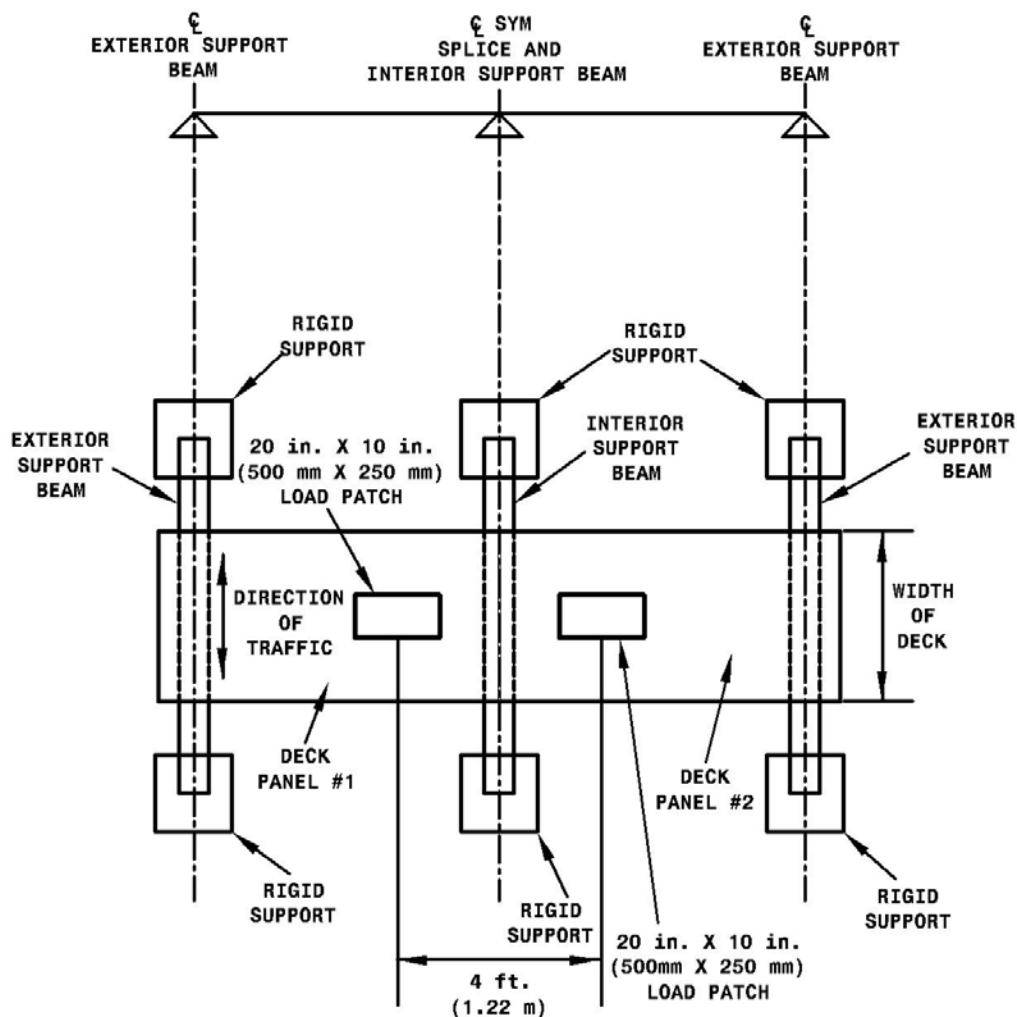 ℄
EXTERIOR SUPPORT
BEAM
℄ SYM
SPLICE AND
INTERIOR SUPPORT BEAM
℄
EXTERIOR SUPPORT
BEAM
RIGID
SUPPORT
RIGID
SUPPORT
EXTERIOR
SUPPORT
BEAM
20 in. X 10 in.
(500 mm X 250 mm)
LOAD PATCH
INTERIOR
SUPPORT
BEAM
EXTERIOR
SUPPORT
BEAM
DIRECTION
OF
TRAFFIC
WIDTH
OF
DECK
DECK
PANEL #1
DECK
PANEL #2
RIGID
SUPPORT
RIGID
SUPPORT
RIGID
SUPPORT
20 in. X 10 in.
(500mm X 250 mm)
LOAD PATCH
4 ft.
(1.22 m)